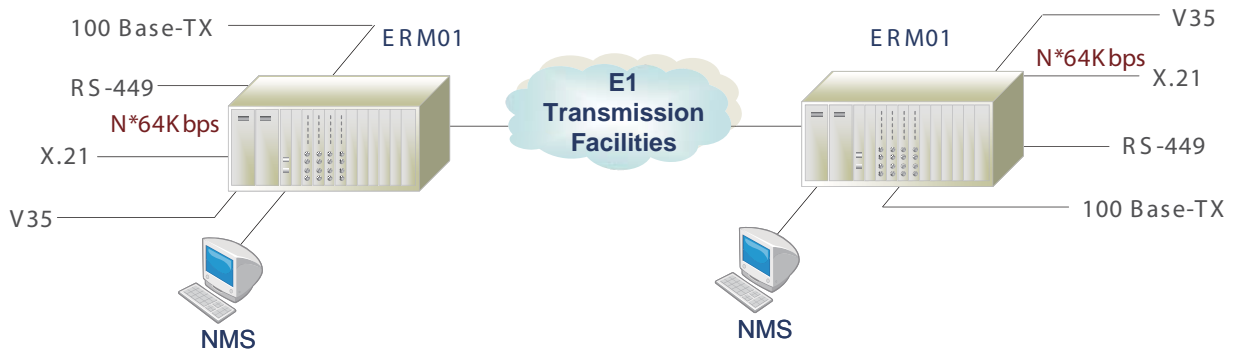 100 Base-TX
ERM01
RS-449
N*64Kbps
X.21
V35
NMS
E1
Transmission
Facilities
ERM01
V35
N*64Kbps
X.21
RS-449
100 Base-TX
NMS